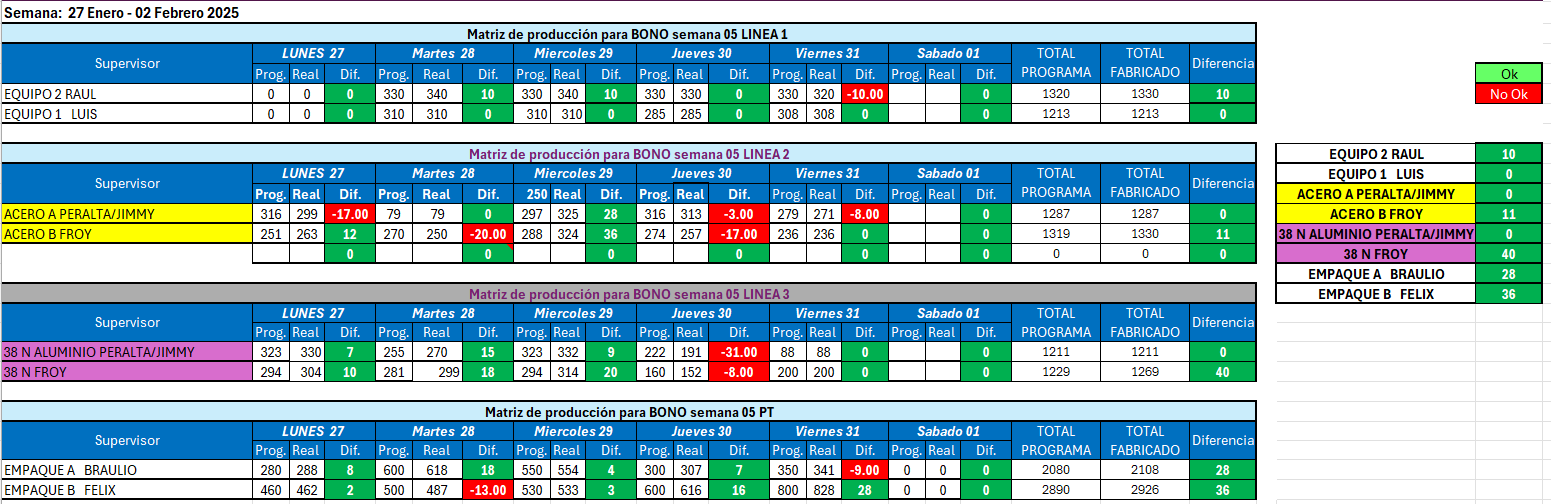 Semana: 27 Enero - 02 Febrero 2025
Matriz de producción para BONO semana 05 LINEA 1
Supervisor LUNES 27 Martes 28 Miercoles 29 Jueves 30 Viernes 31 Sabado 01 TOTAL PROGRAMA TOTAL FABRICADO Diferencia
Prog. Real Dif. Prog. Real Dif. Prog. Real Dif. Prog. Real Dif. Prog. Real Dif. Prog. Real Dif.
EQUIPO 2 RAUL 0 0 0 330 340 10 330 340 10 330 330 0 330 320 -10.00 0 1320 1330 10
EQUIPO 1 LUIS 0 0 0 310 310 0 310 310 0 285 285 0 308 308 0 0 1213 1213 0
Ok
No Ok
Matriz de producción para BONO semana 05 LINEA 2
Supervisor LUNES 27 Martes 28 Miercoles 29 Jueves 30 Viernes 31 Sabado 01 TOTAL PROGRAMA TOTAL FABRICADO Diferencia
Prog. Real Dif. Prog. Real Dif. 250 Real Dif. Prog. Real Dif. Prog. Real Dif. Prog. Real Dif.
ACERO A PERALTA/JIMMY 316 299 -17.00 79 79 0 297 325 28 316 313 -3.00 279 271 -8.00 0 1287 1287 0
ACERO B FROY 251 263 12 270 250 -20.00 288 324 36 274 257 -17.00 236 236 0 0 1319 1330 11
0 0 0 0 0 0 0 0 0
EQUIPO 2 RAUL 10
EQUIPO 1 LUIS 0
ACERO A PERALTA/JIMMY 0
ACERO B FROY 11
38 N ALUMINIO PERALTA/JIMMY 0
38 N FROY 40
EMPAQUE A BRAULIO 28
EMPAQUE B FELIX 36
Matriz de producción para BONO semana 05 LINEA 3
Supervisor LUNES 27 Martes 28 Miercoles 29 Jueves 30 Viernes 31 Sabado 01 TOTAL PROGRAMA TOTAL FABRICADO Diferencia
Prog. Real Dif. Prog. Real Dif. Prog. Real Dif. Prog. Real Dif. Prog. Real Dif. Prog. Real Dif.
38 N ALUMINIO PERALTA/JIMMY 323 330 7 255 270 15 323 332 9 222 191 -31.00 88 88 0 0 1211 1211 0
38 N FROY 294 304 10 281 299 18 294 314 20 160 152 -8.00 200 200 0 0 1229 1269 40
Matriz de producción para BONO semana 05 PT
Supervisor LUNES 27 Martes 28 Miercoles 29 Jueves 30 Viernes 31 Sabado 01 TOTAL PROGRAMA TOTAL FABRICADO Diferencia
Prog. Real Dif. Prog. Real Dif. Prog. Real Dif. Prog. Real Dif. Prog. Real Dif. Prog. Real Dif.
EMPAQUE A BRAULIO 280 288 8 600 618 18 550 554 4 300 307 7 350 341 -9.00 0 0 0 2080 2108 28
EMPAQUE B FELIX 460 462 2 500 487 -13.00 530 533 3 600 616 16 800 828 28 0 0 0 2890 2926 36